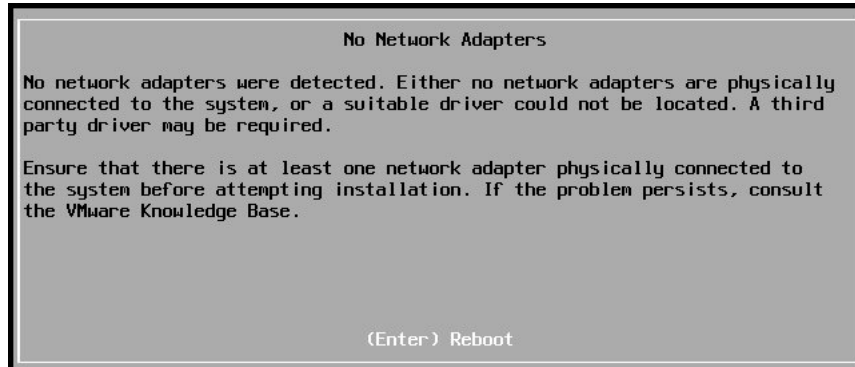 No Network Adapters
No network adapters were detected. Either no network adapters are physically
connected to the system, or a suitable driver could not be located. A third
party driver may be required.
Ensure that there is at least one network adapter physically connected to
the system before attempting installation. If the problem persists, consult
the VMware Knowledge Base.
(Enter) Reboot